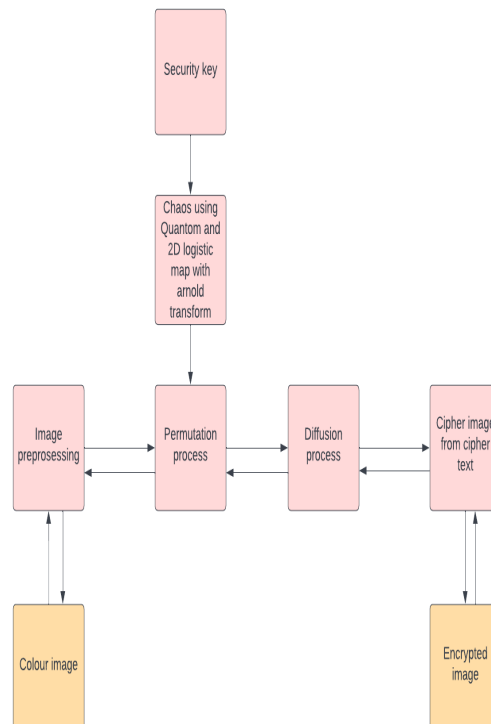 Security key
Chaos using
Quantom and
2D logistic
map with
arnold
transform
Image
preprosessing
Permutation
process
Diffusion
process
Cipher image
from cipher
text
Colour image
Encrypted
image